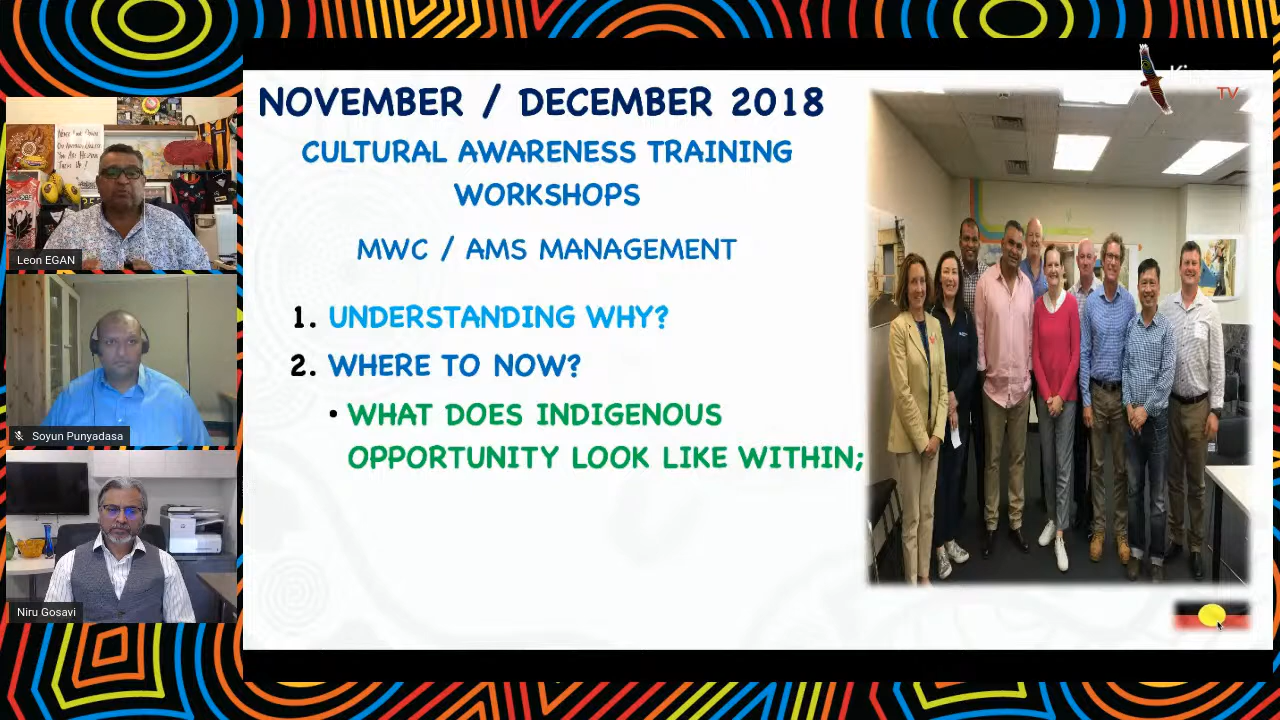 NOVEMBER / DECEMBER 2018
CULTURAL AWARENESS TRAINING
WORKSHOPS
MWC / AMS MANAGEMENT
1. UNDERSTANDING WHY?
2. WHERE TO NOW?
• WHAT DOES INDIGENOUS
OPPORTUNITY LOOK LIKE WITHIN;
TV
Leon EGAN
Soyun Punyadasa
Niru Gosavi